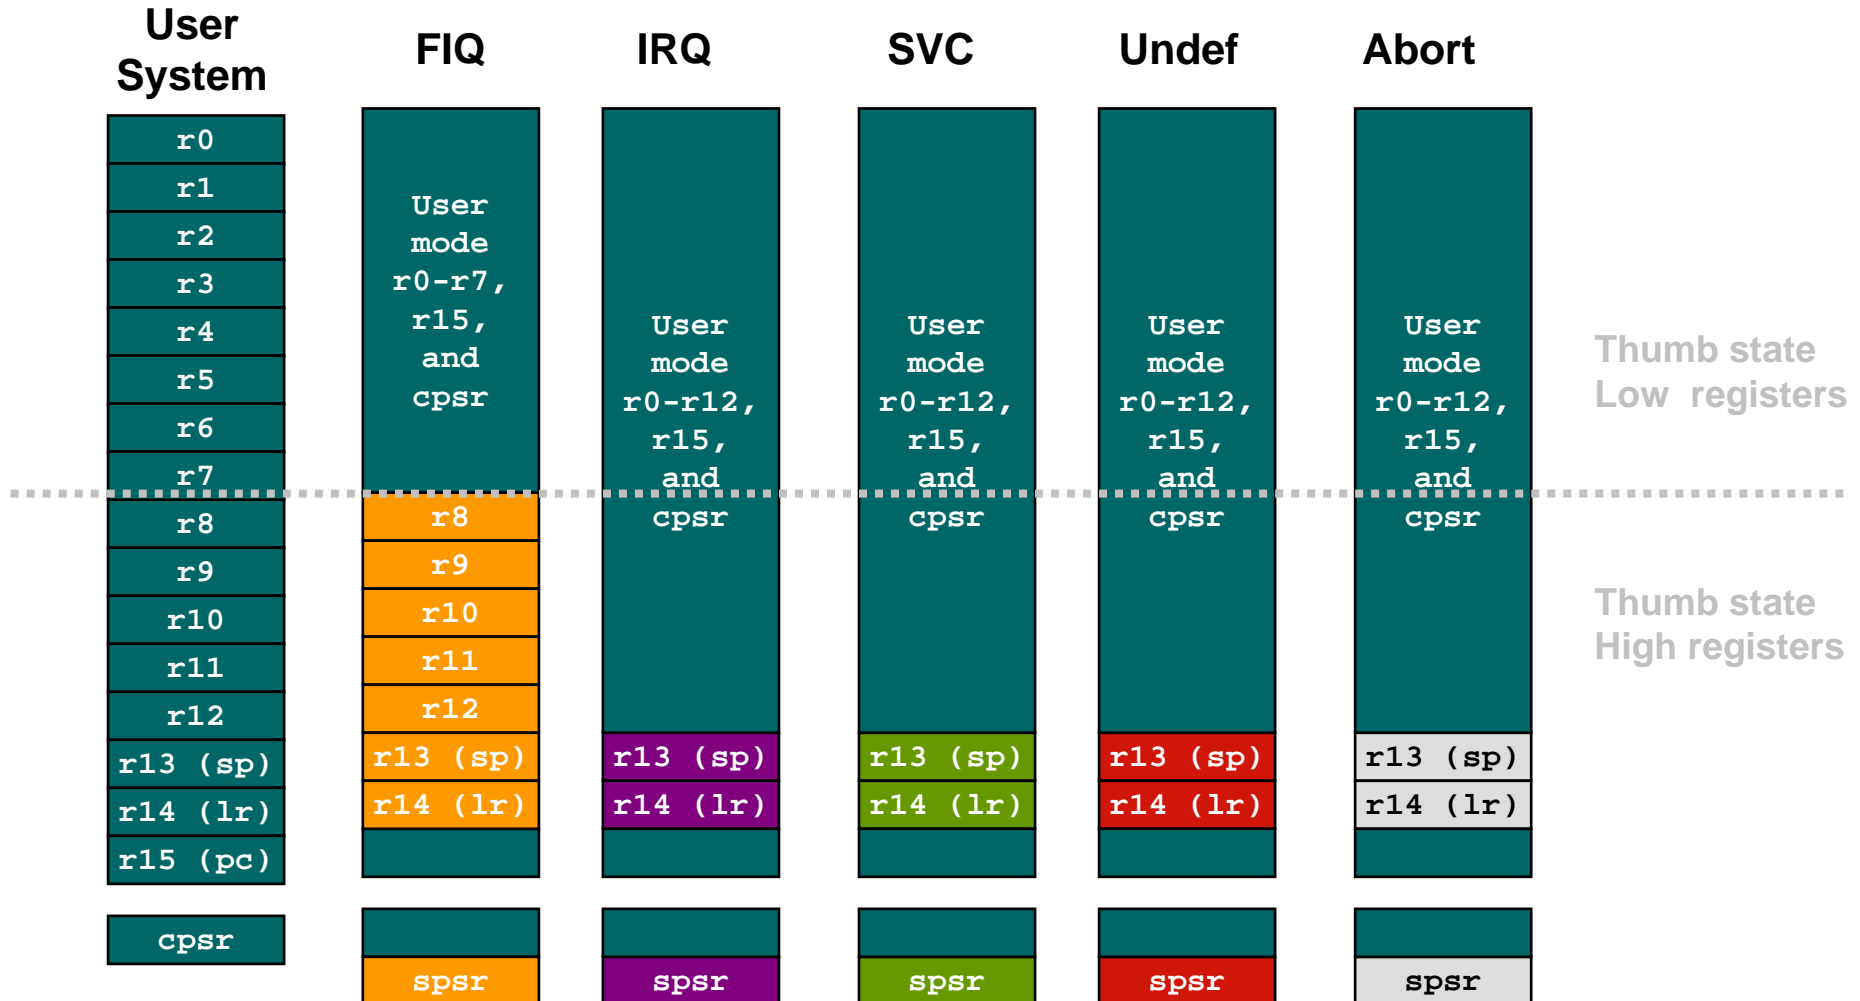 User
System
FIQ
IRQ
SVC
Undef
Abort
r0
r1
r2
r3
r4
r5
r6
r7
r8
r9
r10
r11
r12
r13 (sp)
r14 (lr)
r15 (pc)
cpsr
User
mode
r0-r7,
r15,
and
cpsr
r8
r9
r10
r11
r12
r13 (sp)
r14 (lr)
spsr
User
mode
r0-r12,
r15,
and
cpsr
r13 (sp)
r14 (lr)
spsr
User
mode
r0-r12,
r15,
and
cpsr
r13 (sp)
r14 (lr)
spsr
User
mode
r0-r12,
r15,
and
cpsr
r13 (sp)
r14 (lr)
spsr
User
mode
r0-r12,
r15,
and
cpsr
r13 (sp)
r14 (lr)
spsr
Thumb state
Low registers
Thumb state
High registers